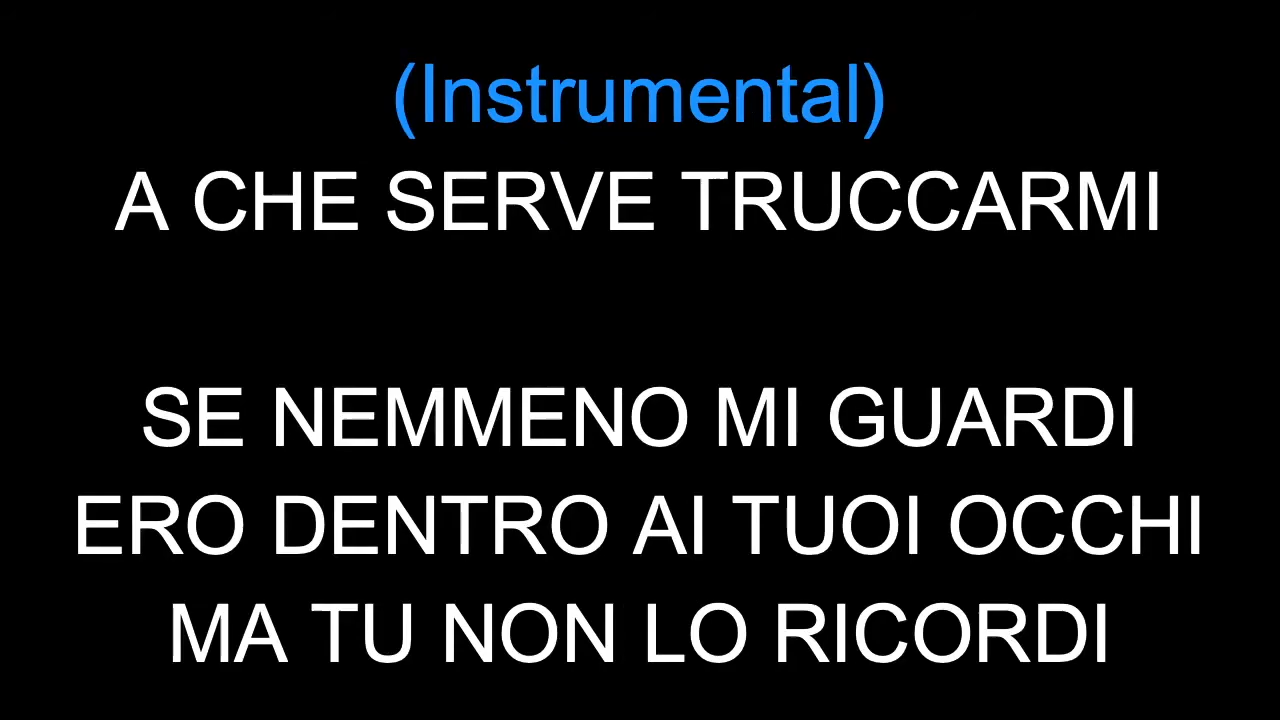 (Instrumental)
A CHE SERVE TRUCCARMI
SE NEMMENO MI GUARDI
ERO DENTRO AI TUOI OCCHI
MA TU NON LO RICORDI